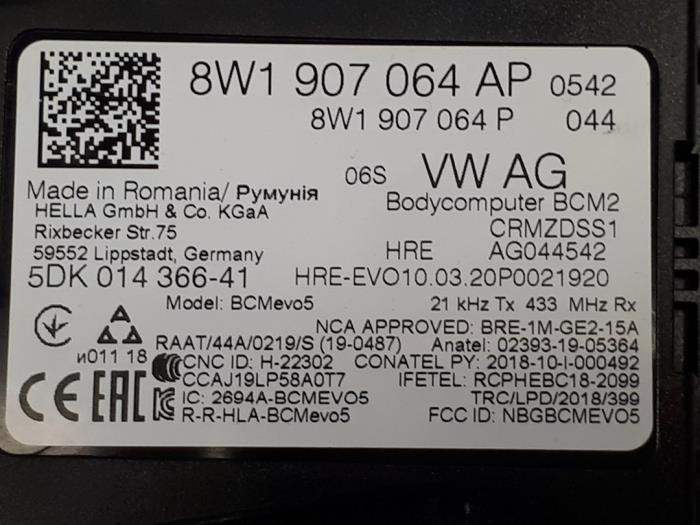 8W1 907 064 AP 0542
8W1 907 064 P 044
06S VW AG
Made in Romania/ Румунія
Bodycomputer BCM2
HELLA GmbH & Co. KGaA
CRMZDSS1
Rixbecker Str.75
59552 Lippstadt, Germany HRE AG044542
5DK 014 366-41 HRE-EVO10.03.20P0021920
Model: BCMevo5 21 kHz Tx 433 MHz Rx
NCA APPROVED: BRE-1M-GE2-15A
RAAT/44A/0219/S (19-0487) Anatel: 02393-19-05364
и011 18 CNC ID: H-22302 CONATEL PY: 2018-10-I-000492
CCAJ19LP58A0T7 IFETEL: RCPHEBC18-2099
CE EAC IC: 2694A-BCMEVO5 TRC/LPD/2018/399
R-R-HLA-BCMevo5 FCC ID: NBGBCMEVO5